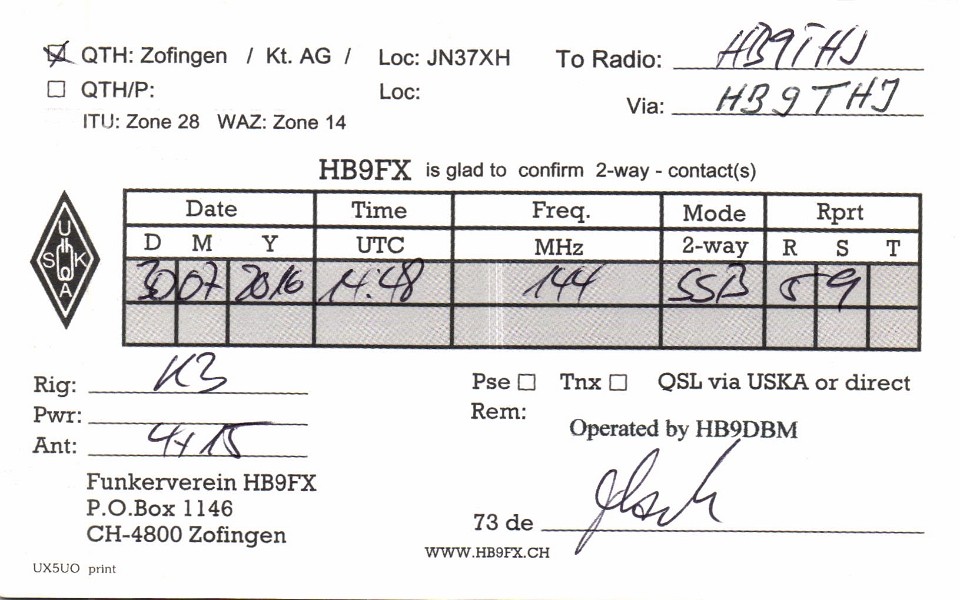 QTH: Zofingen / Kt. AG / Loc: JN37XH To Radio: HB9THJ
QTH/P: Loc: Via: HB9THJ
ITU: Zone 28 WAZ: Zone 14
HB9FX is glad to confirm 2-way - contact(s)
USKA
Date Time Freq. Mode Rprt
D M Y UTC MHz 2-way R S T
30 07 2016 14.48 144 SSB 5 9
Rig: K3 Pse Tnx QSL via USKA or direct
Pwr: Rem:
Operated by HB9DBM
Ant: 4x15
Funkerverein HB9FX
P.O.Box 1146
CH-4800 Zofingen
73 de
WWW.HB9FX.CH
UX5UO print